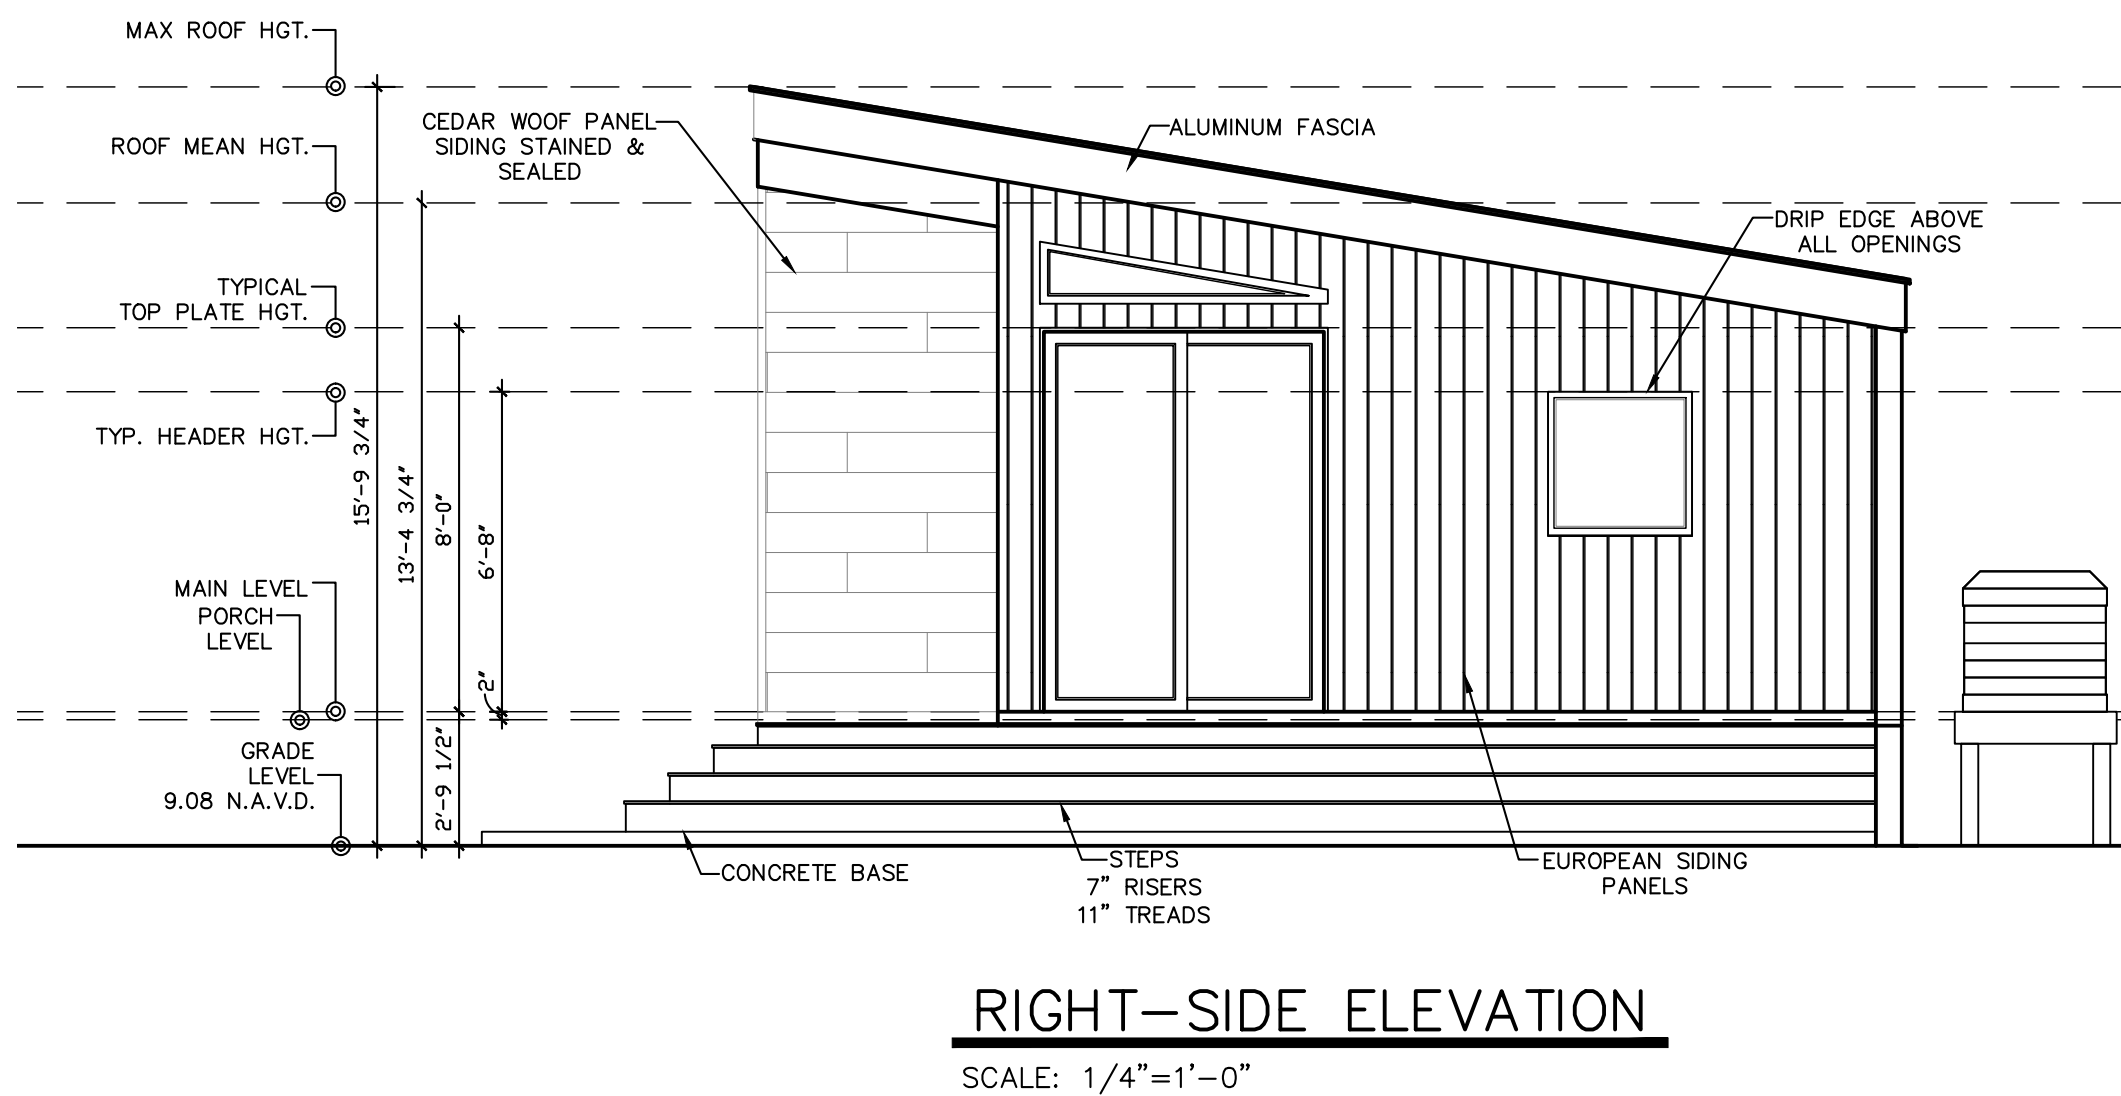 MAX ROOF HGT.
ROOF MEAN HGT.
TYPICAL
TOP PLATE HGT.
TYP. HEADER HGT.
MAIN LEVEL
PORCH
LEVEL
GRADE
LEVEL
9.08 N.A.V.D.
15'-9 3/4"
13'-4 3/4"
8'-0"
6'-8"
2"
2'-9 1/2"
CEDAR WOOF PANEL
SIDING STAINED &
SEALED
ALUMINUM FASCIA
DRIP EDGE ABOVE
ALL OPENINGS
CONCRETE BASE
STEPS
7" RISERS
11" TREADS
EUROPEAN SIDING
PANELS
RIGHT-SIDE ELEVATION
SCALE: 1/4"=1'-0"